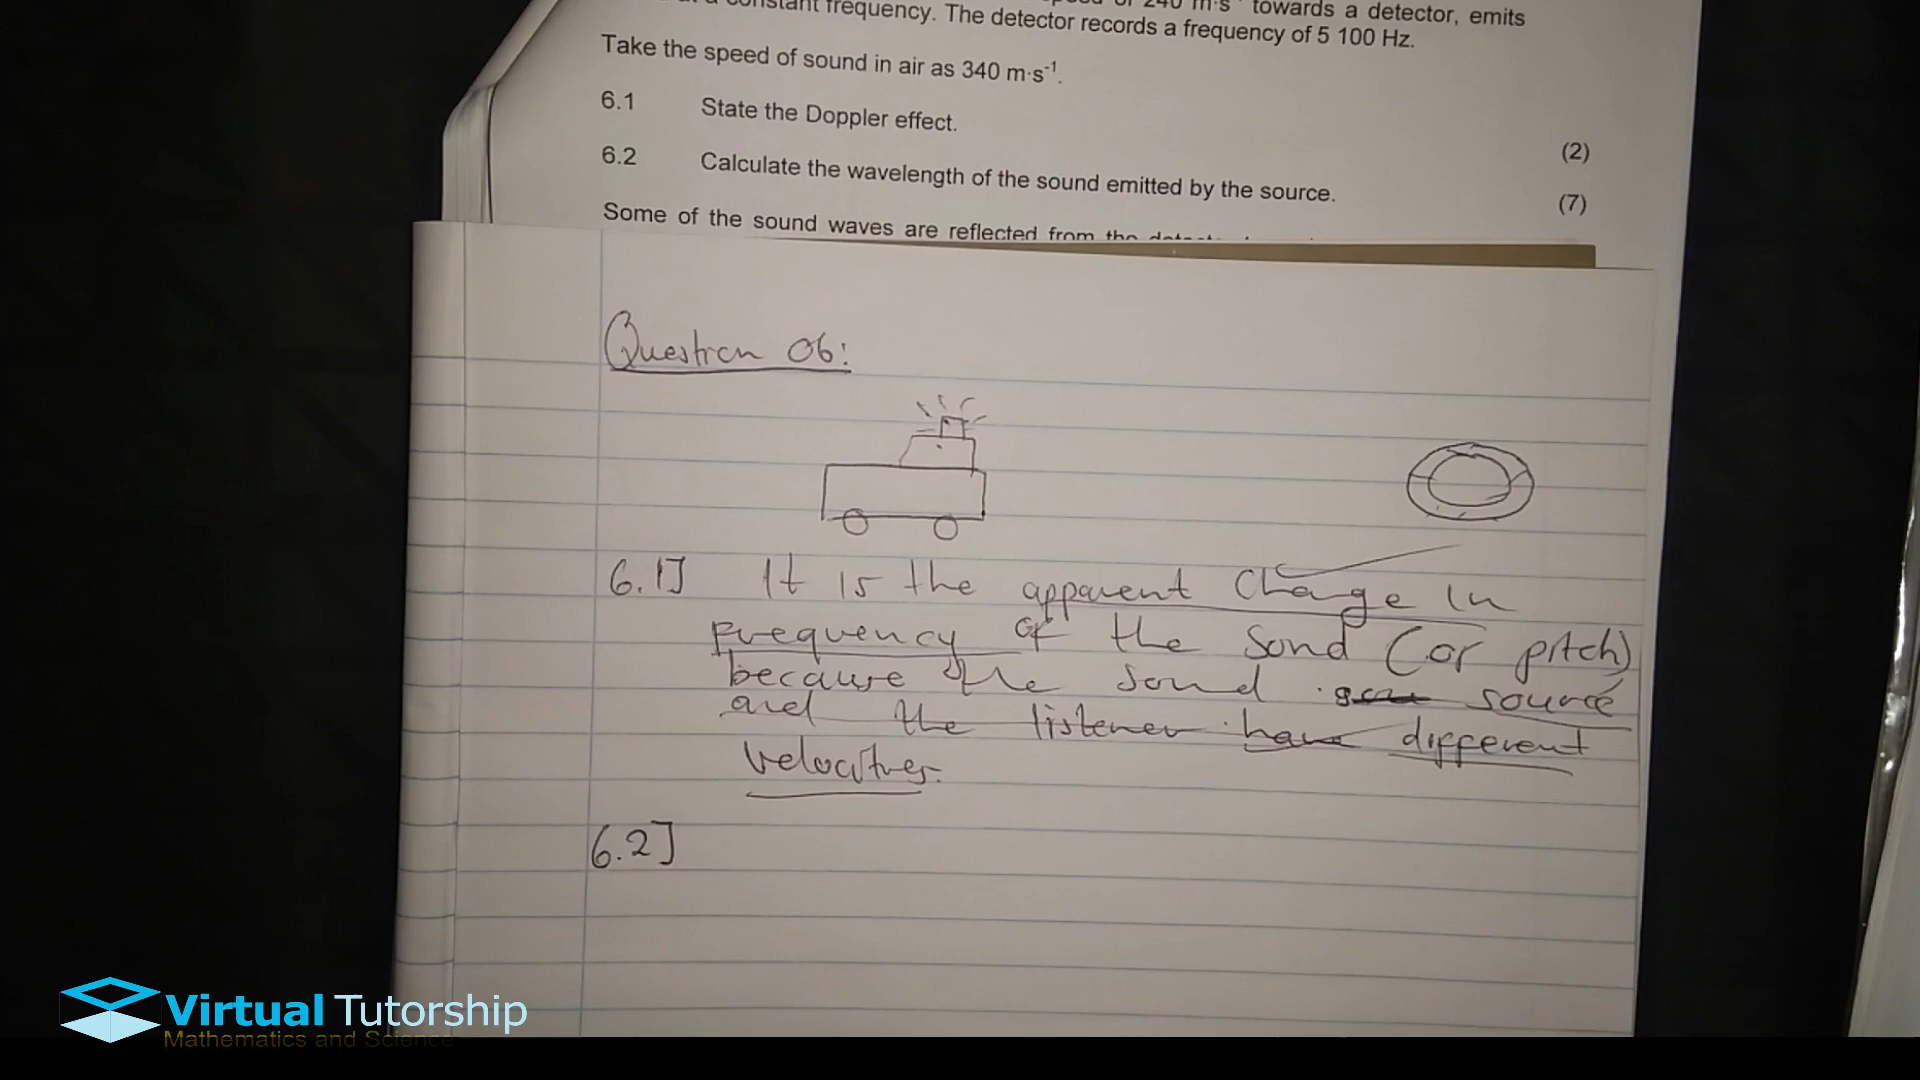 constant frequency. The detector records a frequency of 5 100 Hz.
240 m·s towards a detector, emits
Take the speed of sound in air as 340 m·s⁻¹.
6.1 State the Doppler effect. (2)
6.2 Calculate the wavelength of the sound emitted by the source. (7)
Some of the sound waves are reflected from the
Question 06:
6.1] It is the apparent change in
frequency of the sond (or pitch)
because the sond source
and the listener have different
velocities.
6.2]
Virtual Tutorship
Mathematics and Science